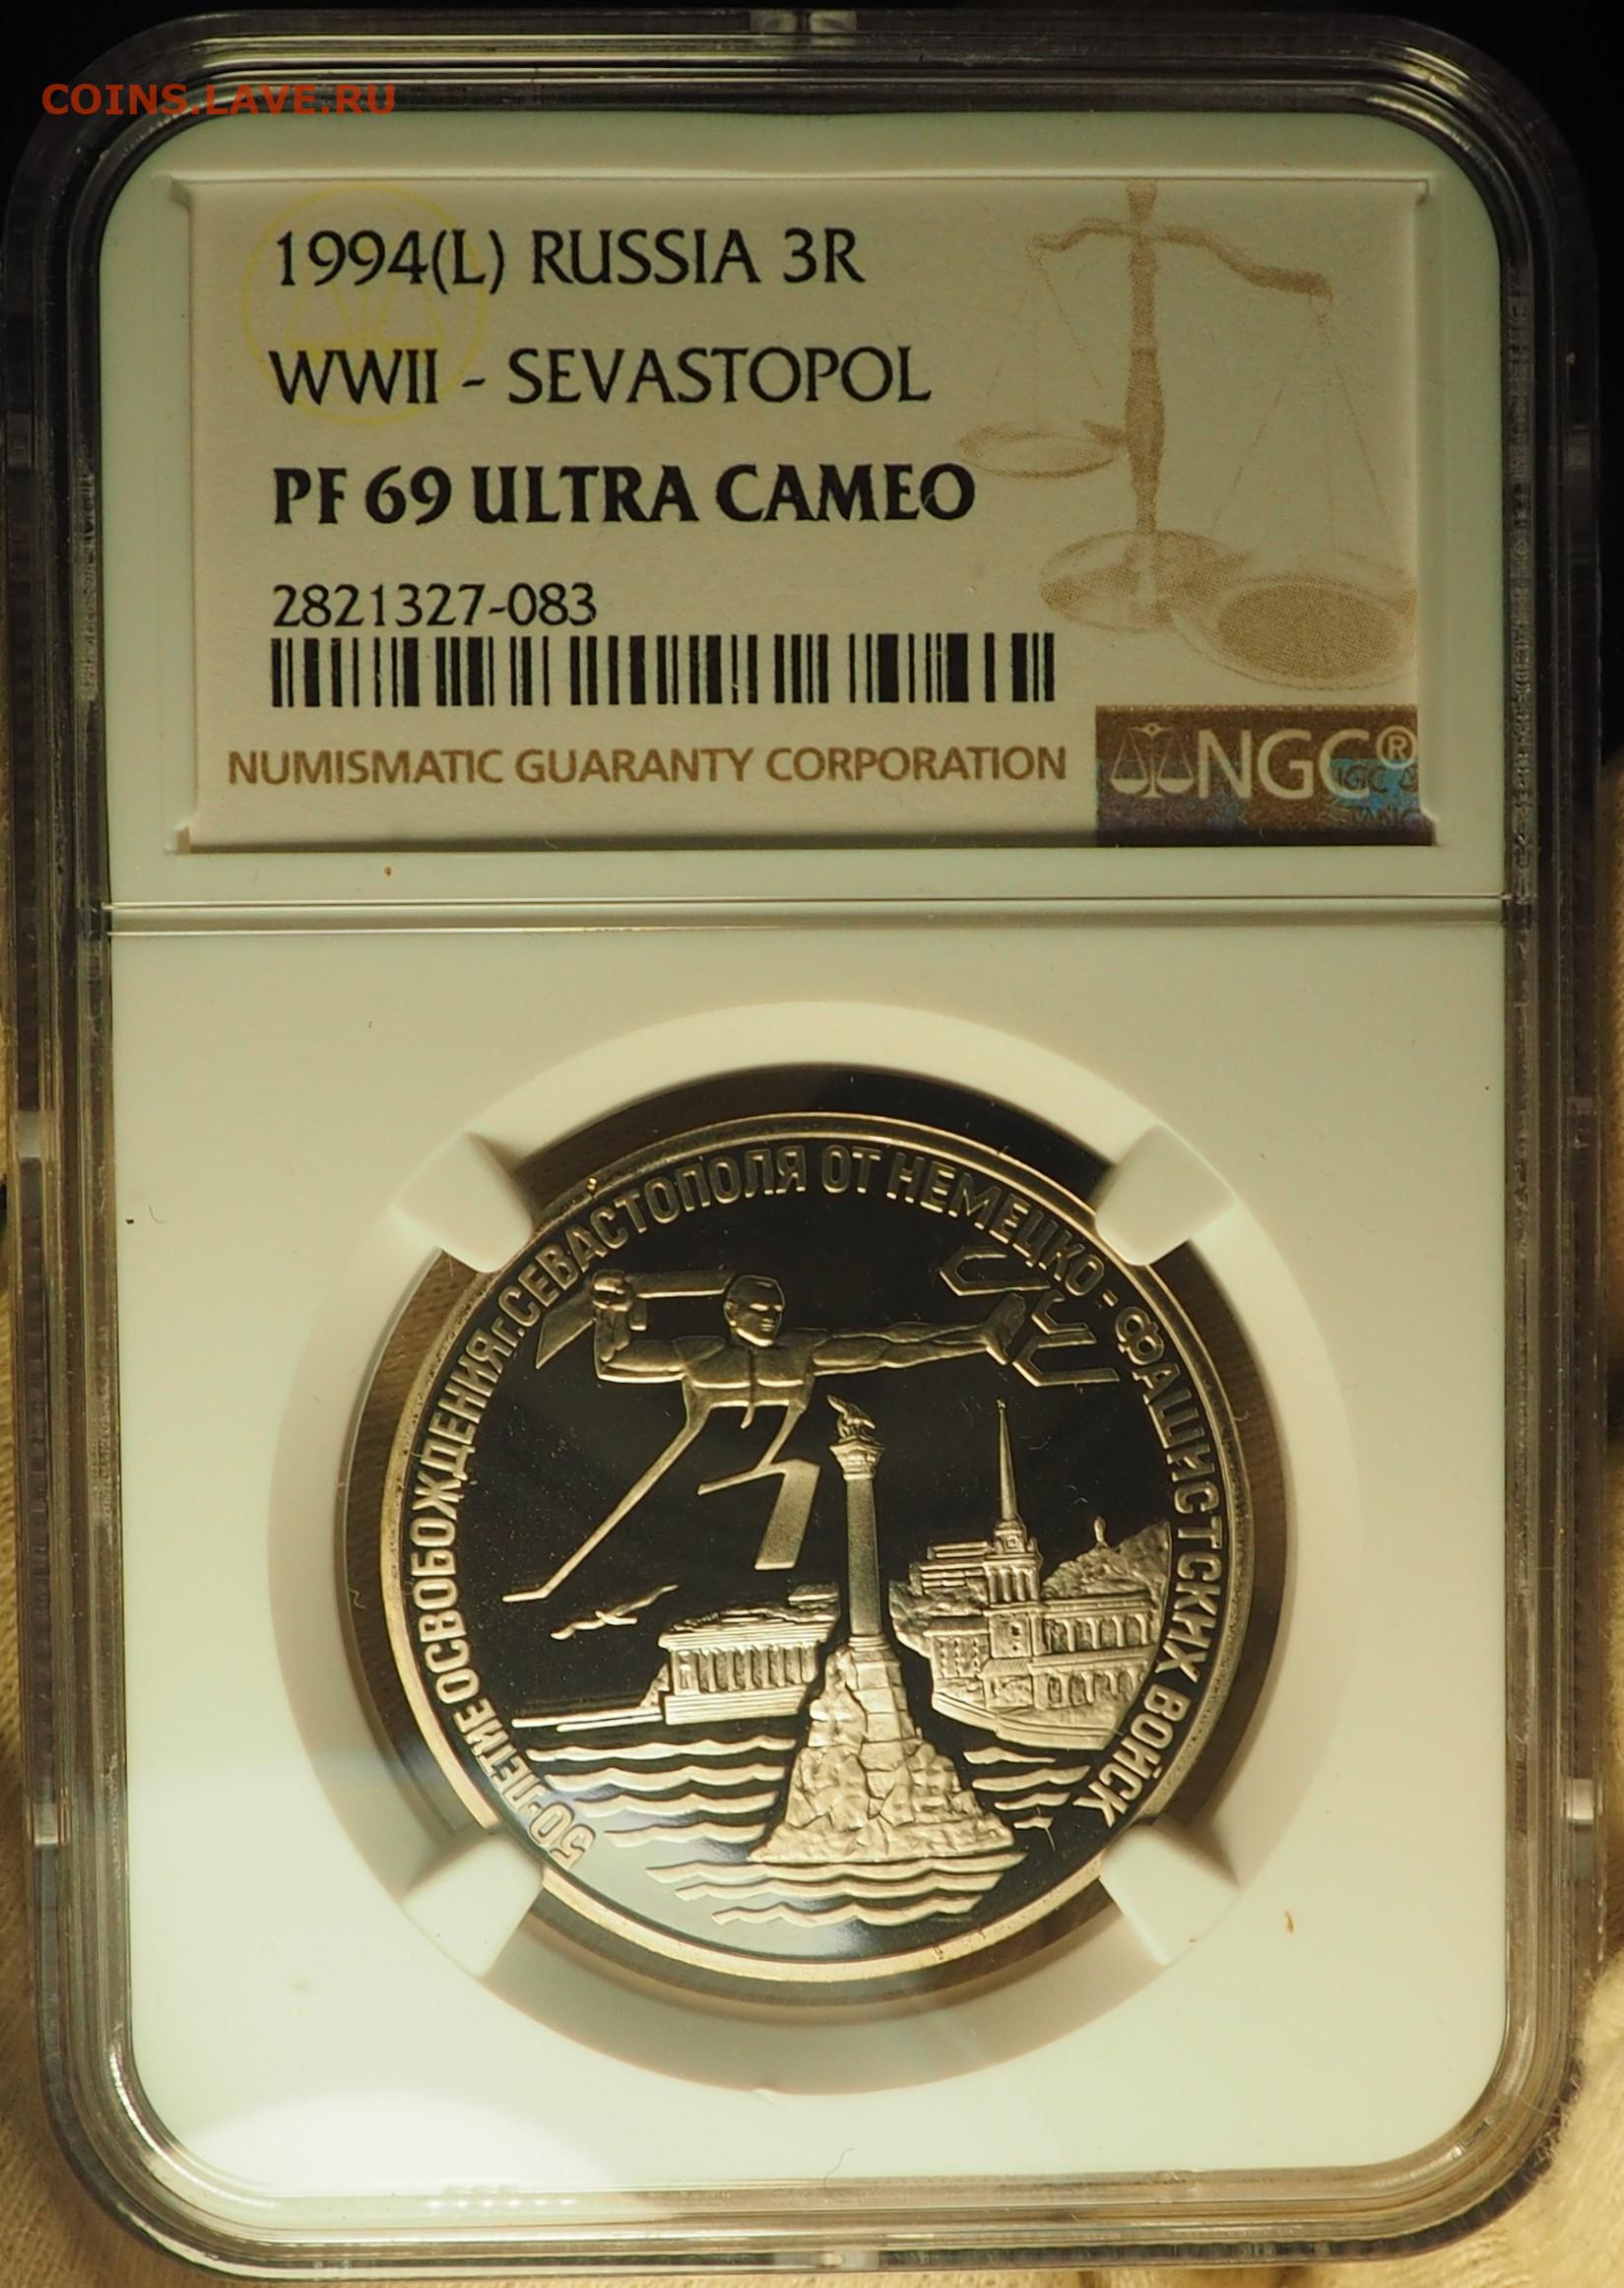 COINS.LAVE.RU
1994(L) RUSSIA 3R
WWII - SEVASTOPOL
PF 69 ULTRA CAMEO
2821327-083
NUMISMATIC GUARANTY CORPORATION
NGC®
50-ЛЕТИЕ ОСВОБОЖДЕНИЯ г. СЕВАСТОПОЛЯ ОТ НЕМЕЦКО-ФАШИСТСКИХ ВОЙСК